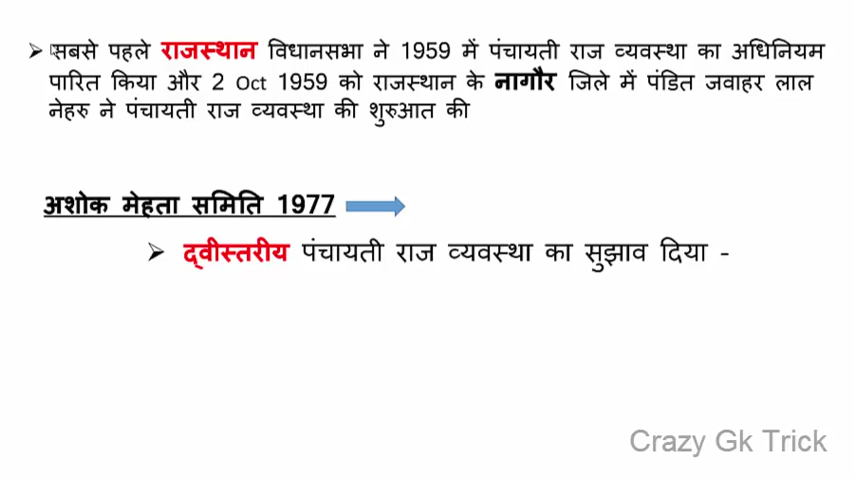 सबसे पहले राजस्थान विधानसभा ने 1959 में पंचायती राज व्यवस्था का अधिनियम
पारित किया और 2 Oct 1959 को राजस्थान के नागौर जिले में पंडित जवाहर लाल
नेहरु ने पंचायती राज व्यवस्था की शुरुआत की
अशोक मेहता समिति 1977
द्वीस्तरीय पंचायती राज व्यवस्था का सुझाव दिया -
Crazy Gk Trick